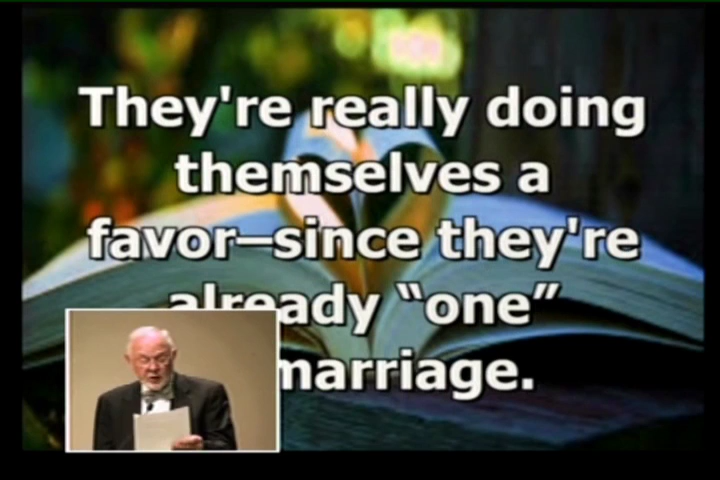 They're really doing
themselves a
favor—since they're
already “one”
marriage.